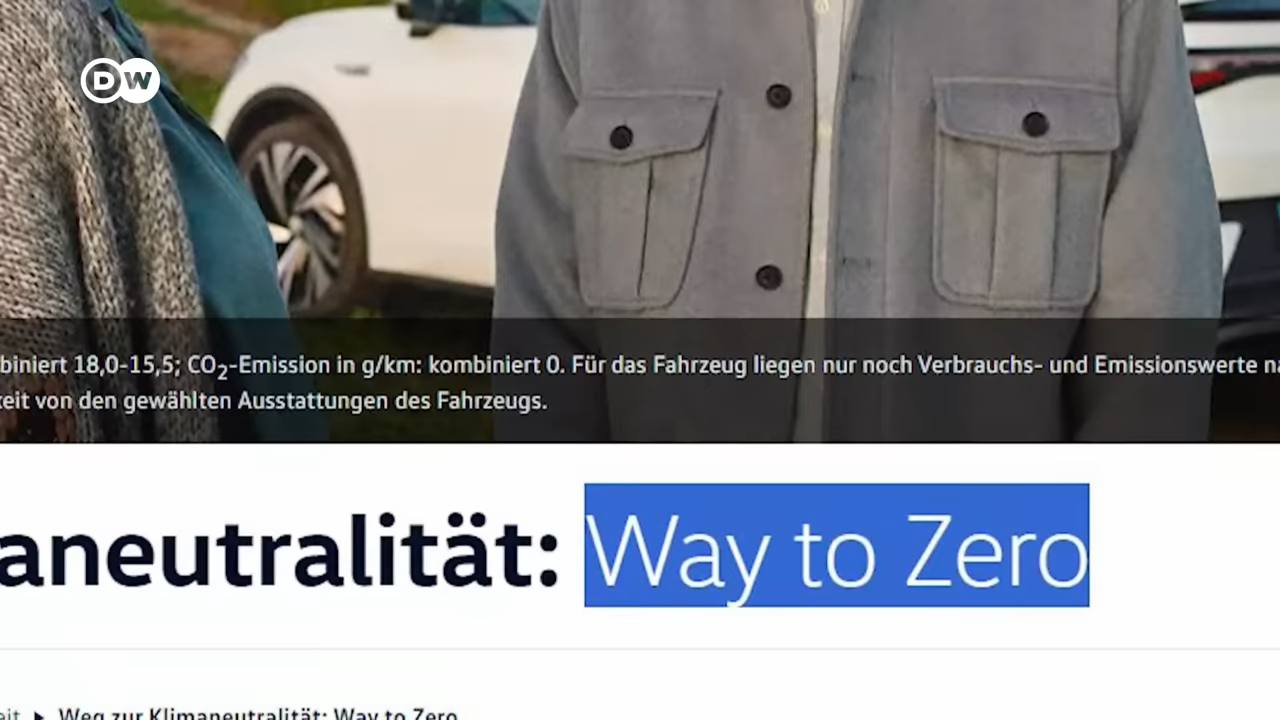 DW
biniert 18,0-15,5; CO₂-Emission in g/km: kombiniert 0. Für das Fahrzeug liegen nur noch Verbrauchs- und Emissionswerte na
keit von den gewählten Ausstattungen des Fahrzeugs.
aneutralität: Way to Zero
eit ▸ Weg zur Klimaneutralität: Way to Zero